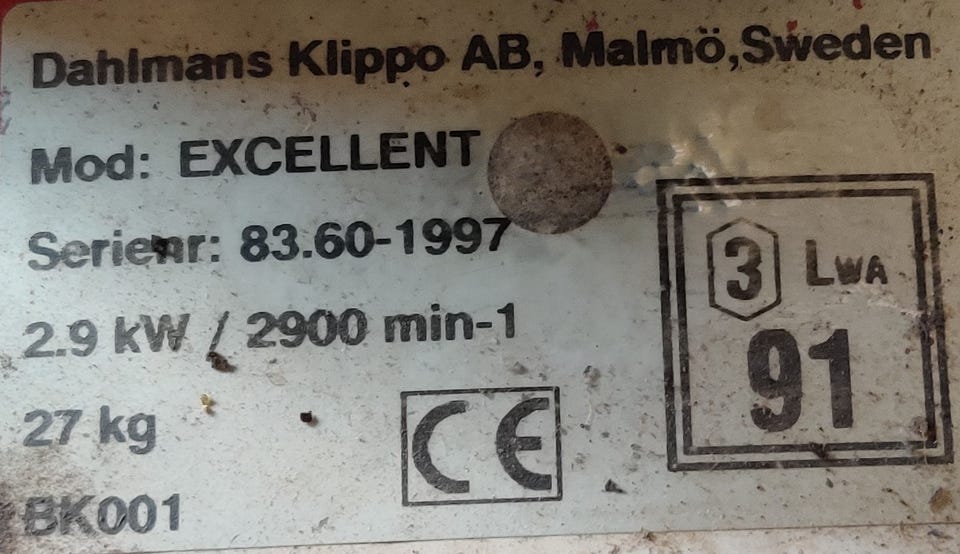 Dahlmans Klippo AB, Malmö,Sweden
Mod: EXCELLENT
Serienr: 83.60-1997
2.9 kW / 2900 min-1
27 kg
BK001
CE
3 LWA
91